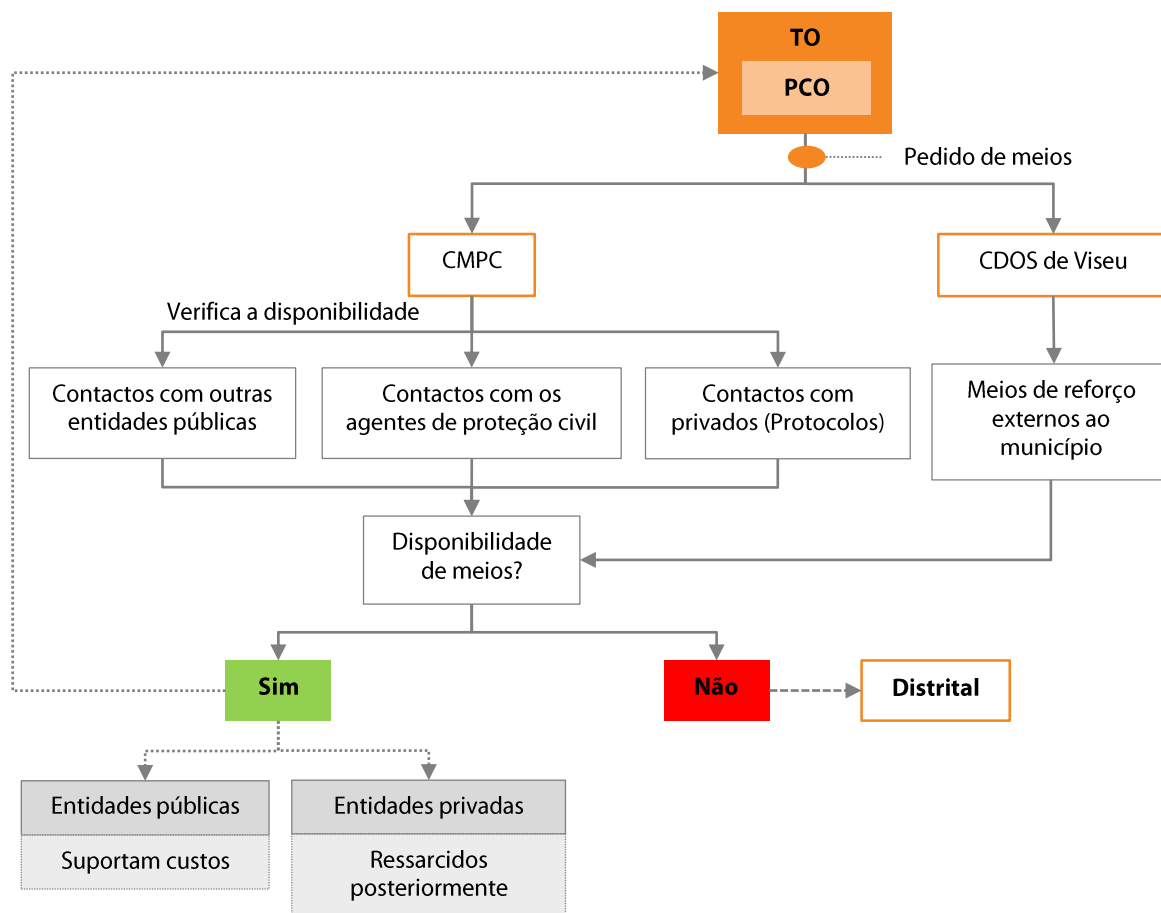 TO
PCO
Pedido de meios
CMPC
CDOS de Viseu
Verifica a disponibilidade
Contactos com outras
entidades públicas
Contactos com os
agentes de proteção civil
Contactos com
privados (Protocolos)
Meios de reforço
externos ao
município
Disponibilidade
de meios?
Sim
Não
Distrital
Entidades públicas
Suportam custos
Entidades privadas
Ressarcidos
posteriormente